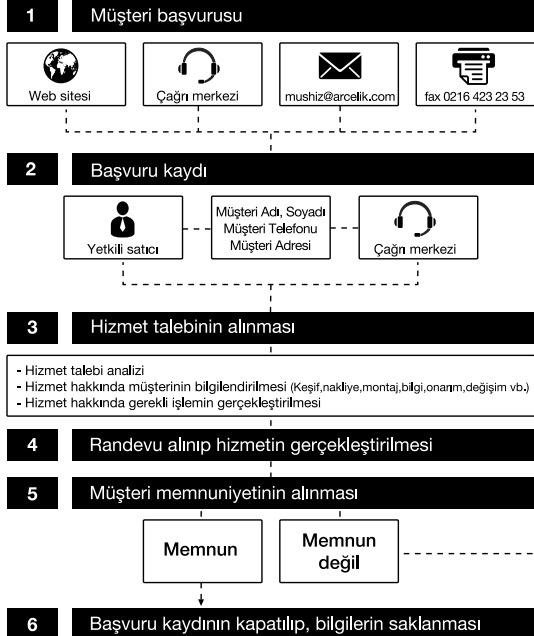 1 Müşteri başvurusu
Web sitesi
Çağrı merkezi
mushiz@arcelik.com
fax 0216 423 23 53
2 Başvuru kaydı
Yetkili satıcı
Müşteri Adı, Soyadı
Müşteri Telefonu
Müşteri Adresi
Çağrı merkezi
3 Hizmet talebinin alınması
- Hizmet talebi analizi
- Hizmet hakkında müşterinin bilgilendirilmesi (Keşif,nakliye,montaj,bilgi,onarım,değişim vb.)
- Hizmet hakkında gerekli işlemin gerçekleştirilmesi
4 Randevu alınıp hizmetin gerçekleştirilmesi
5 Müşteri memnuniyetinin alınması
Memnun
Memnun
değil
6 Başvuru kaydının kapatılıp, bilgilerin saklanması